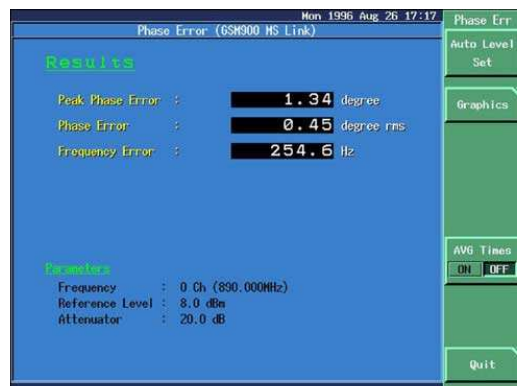 Mon 1996 Aug 26 17:17
Phase Error (GSM900 MS Link)
Results
Peak Phase Error : 1.34 degree
Phase Error : 0.45 degree rms
Frequency Error : 254.6 Hz
Parameters
Frequency : 0 Ch (890.000MHz)
Reference Level : 8.0 dBm
Attenuator : 20.0 dB
Phase Err
Auto Level
Set
Graphics
AVG Times
ON OFF
Quit